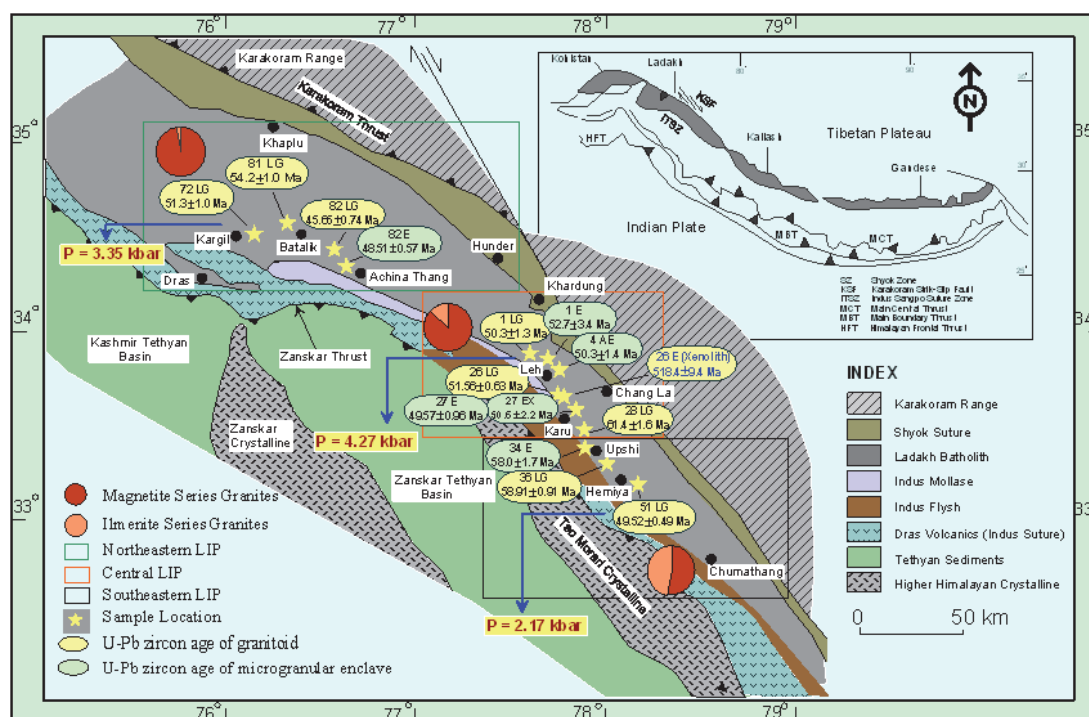 76° 77° 78° 79°
35°
34°
33°
35
34
33
76° 77° 78° 79°
Karakoram Range
Karakoram Thrust
Khaplu
81 LG
54.2±1.0 Ma
72 LG
51.3±1.0 Ma
82 LG
45.65±0.74 Ma
82 E
48.51±0.57 Ma
Kargil
Batalik
Hunder
P = 3.35 kbar
Achina Thang
Dras
Khardung
1 E
52.7±3.4 Ma
1 LG
50.3±1.3 Ma
4 AE
50.3±1.4 Ma
Kashmir Tethyan
Basin
Zanskar Thrust
Leh
26 E (Xenolith)
518.4±9.4 Ma
26 LG
51.56±0.63 Ma
Chang La
27 E
49.57±0.96 Ma
27 EX
50.6±2.2 Ma
28 LG
61.4±1.6 Ma
Karu
P = 4.27 kbar
Zanskar
Crystalline
34 E
58.0±1.7 Ma
Upshi
Zanskar Tethyan
Basin
36 LG
58.91±0.91 Ma
Hemiya
51 LG
49.52±0.49 Ma
Tso Morari Crystalline
Chumathang
P = 2.17 kbar
Kohistan
Ladakh
KSF
ITSZ
80
90
Tibetan Plateau
HFT
Kailash
Gandese
Indian Plate
MBT
MCT
N
SZ Shyok Zone
KSF Karakoram Strik-Slip Fault
ITSZ Indus Sangpo Suture Zone
MCT Main Central Thrust
MBT Main Boundary Thrust
HFT Himalayan Frontal Thrust
INDEX
Karakoram Range
Shyok Suture
Ladakh Batholith
Indus Mollase
Indus Flysh
Dras Volcanics (Indus Suture)
Tethyan Sediments
Higher Himalayan Crystalline
0 50 km
Magnetite Series Granites
Ilmenite Series Granites
Northeastern LIP
Central LIP
Southeastern LIP
Sample Location
U-Pb zircon age of granitoid
U-Pb zircon age of microgranular enclave